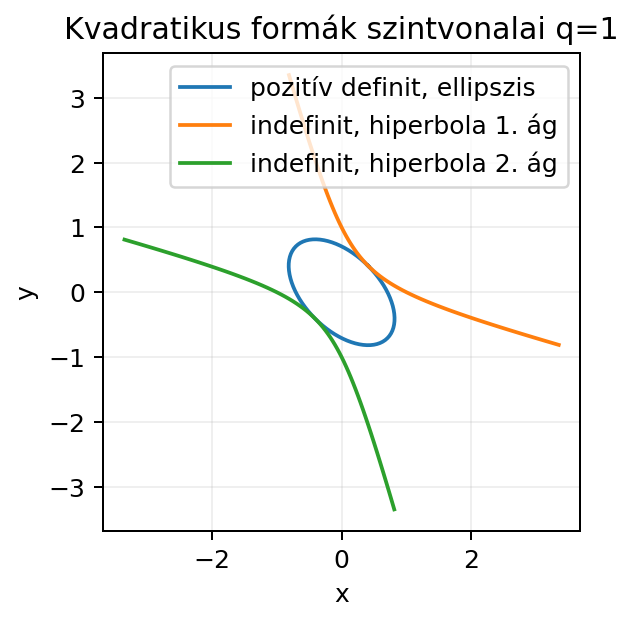 Kvadratikus formák szintvonalai q=1
pozitív definit, ellipszis
indefinit, hiperbola 1. ág
indefinit, hiperbola 2. ág
3
2
1
0
−1
−2
−3
y
−2 0 2
x